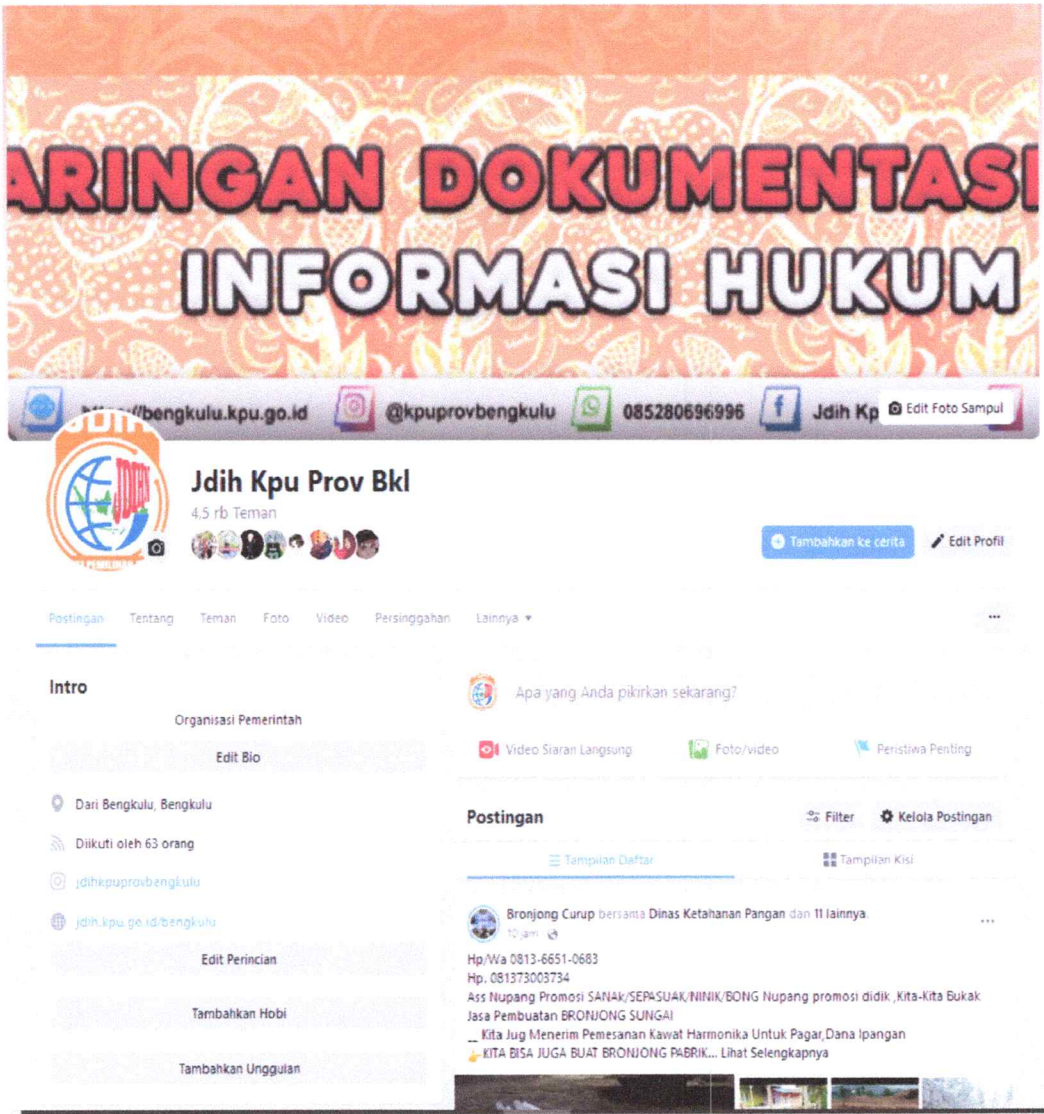 ARINGAN DOKUMENTASI
INFORMASI HUKUM
//bengkulu.kpu.go.id @kpuprovbengkulu 085280696996 Jdih Kp Edit Foto Sampul
JDIH
JDIHN
Jdih Kpu Prov Bkl
4,5 rb Teman
Tambahkan ke cerita Edit Profil
Postingan Tentang Teman Foto Video Persinggahan Lainnya
Intro
Organisasi Pemerintah
Edit Bio
Dari Bengkulu, Bengkulu
Diikuti oleh 63 orang
jdihkpuprovbengkulu
jdih.kpu.go.id/bengkulu
Edit Perincian
Tambahkan Hobi
Tambahkan Unggulan
Apa yang Anda pikirkan sekarang?
Video Siaran Langsung Foto/video Peristiwa Penting
Postingan Filter Kelola Postingan
Tampilan Daftar Tampilan Kisi
Bronjong Curup bersama Dinas Ketahanan Pangan dan 11 lainnya.
10 jam
Hp/Wa 0813-6651-0683
Hp. 081373003734
Ass Nupang Promosi SANAk/SEPASUAK/NINIK/BONG Nupang promosi didik ,Kita-Kita Bukak
Jasa Pembuatan BRONJONG SUNGAI
__ Kita Jug Menerim Pemesanan Kawat Harmonika Untuk Pagar,Dana lpangan
👉KITA BISA JUGA BUAT BRONJONG PABRIK... Lihat Selengkapnya